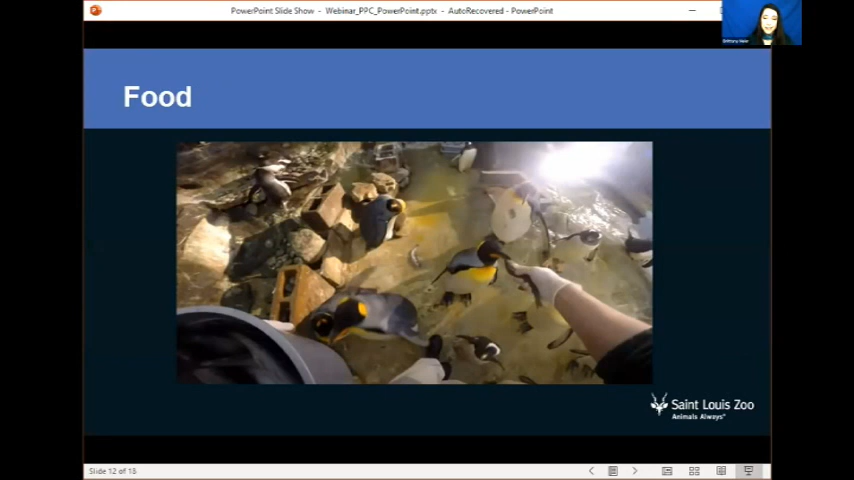 PowerPoint Slide Show - Webinar_PPC_PowerPoint.pptx - AutoRecovered - PowerPoint
Food
Saint Louis Zoo
Animals Always®
Slide 12 of 18